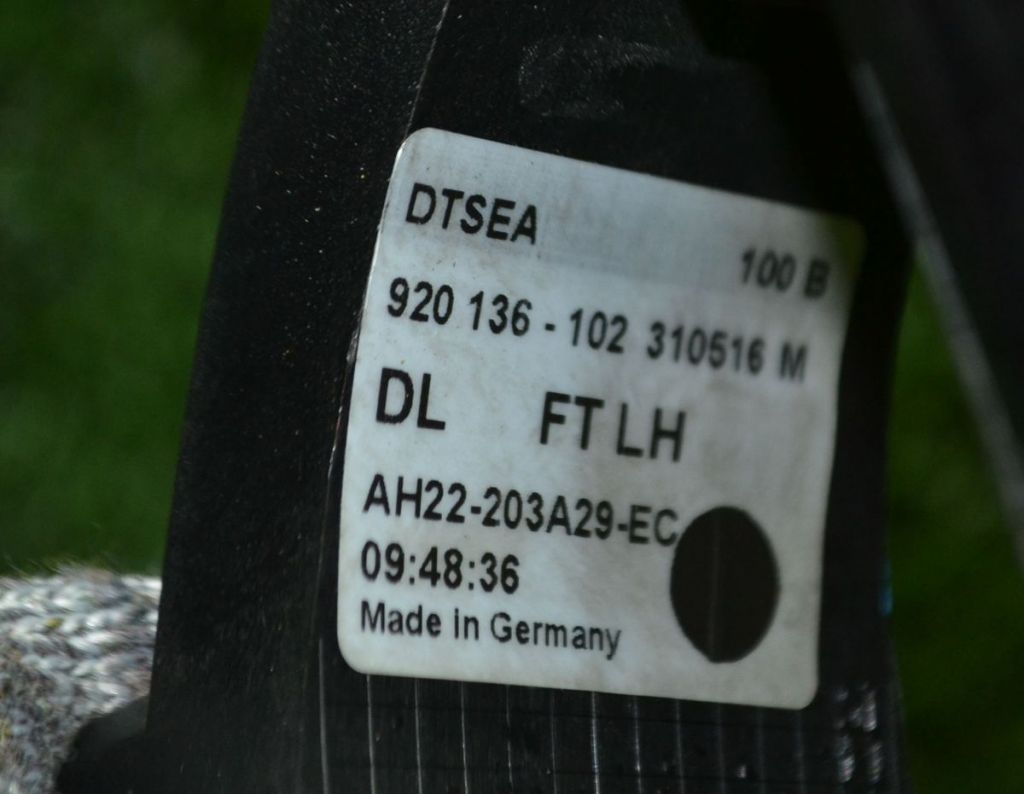 DTSEA
100 B
920 136 - 102 310516 M
DL FT LH
AH22-203A29-EC
09:48:36
Made in Germany